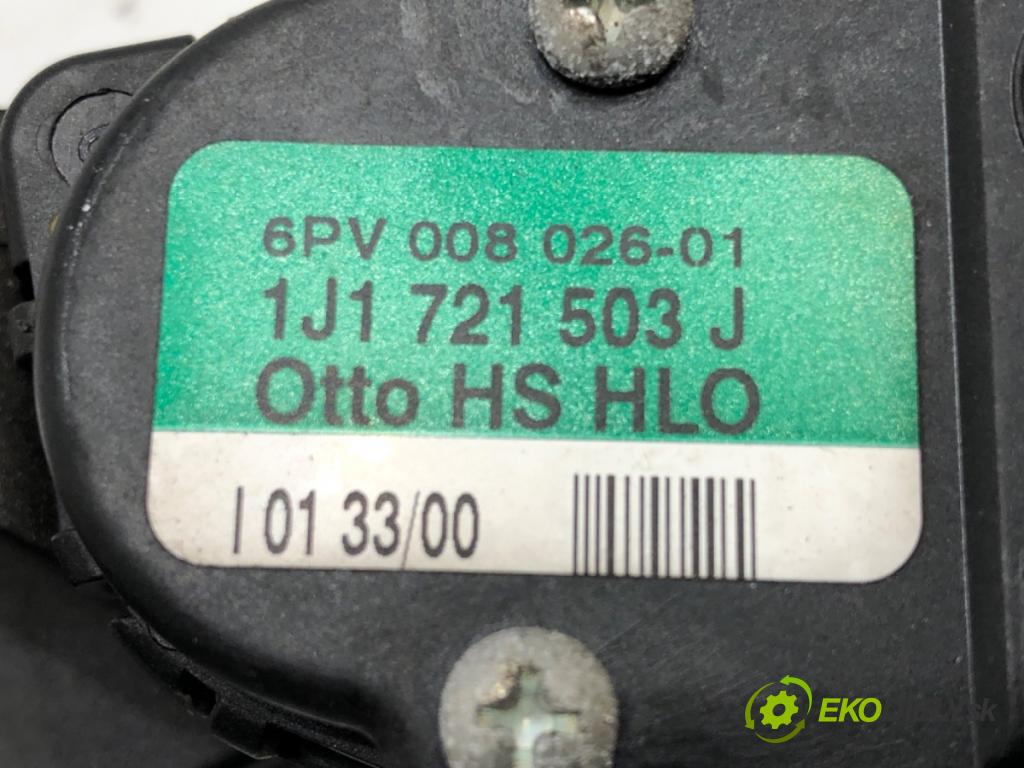 6PV 008 026-01
1J1 721 503 J
Otto HS HLO
I 01 33/00
EKO